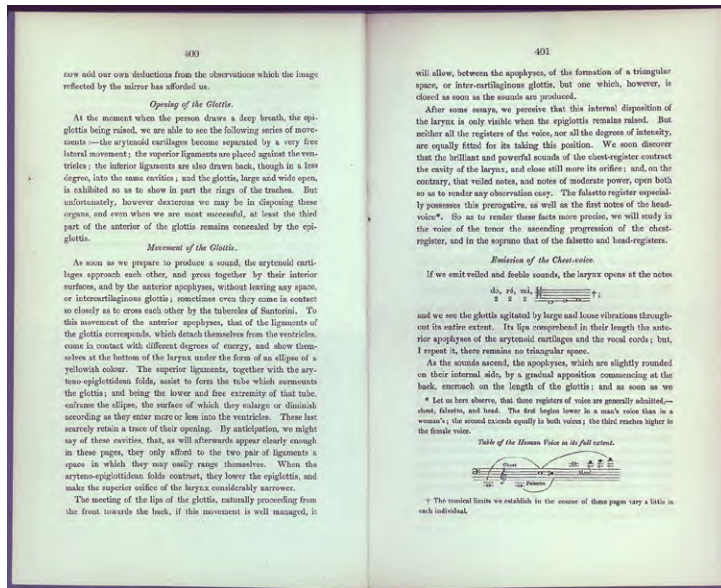 400
now add our own deductions from the observations which the image
reflected by the mirror has afforded us.
Opening of the Glottis.
At the moment when the person draws a deep breath, the epi-
glottis being raised, we are able to see the following series of move-
ments :—the arytenoid cartilages become separated by a very free
lateral movement ; the superior ligaments are placed against the ven-
tricles ; the inferior ligaments are also drawn back, though in a less
degree, into the same cavities ; and the glottis, large and wide open,
is exhibited so as to show in part the rings of the trachea. But
unfortunately, however dexterous we may be in disposing these
organs, and even when we are most successful, at least the third
part of the anterior of the glottis remains concealed by the epi-
glottis.
Movement of the Glottis.
As soon as we prepare to produce a sound, the arytenoid carti-
lages approach each other, and press together by their interior
surfaces, and by the anterior apophyses, without leaving any space,
or intercartilaginous glottis ; sometimes even they come in contact
so closely as to cross each other by the tubercles of Santorini. To
this movement of the anterior apophyses, that of the ligaments of
the glottis corresponds, which detach themselves from the ventricles,
come in contact with different degrees of energy, and show them-
selves at the bottom of the larynx under the form of an ellipse of a
yellowish colour. The superior ligaments, together with the ary-
teno-epiglottidean folds, assist to form the tube which surmounts
the glottis ; and being the lower and free extremity of that tube,
enframe the ellipse, the surface of which they enlarge or diminish
according as they enter more or less into the ventricles. These last
scarcely retain a trace of their opening. By anticipation, we might
say of these cavities, that, as will afterwards appear clearly enough
in these pages, they only afford to the two pair of ligaments a
space in which they may easily range themselves. When the
aryteno-epiglottidean folds contract, they lower the epiglottis, and
make the superior orifice of the larynx considerably narrower.
The meeting of the lips of the glottis, naturally proceeding from
the front towards the back, if this movement is well managed, it
401
will allow, between the apophyses, of the formation of a triangular
space, or inter-cartilaginous glottis, but one which, however, is
closed as soon as the sounds are produced.
After some essays, we perceive that this internal disposition of
the larynx is only visible when the epiglottis remains raised. But
neither all the registers of the voice, nor all the degrees of intensity,
are equally fitted for its taking this position. We soon discover
that the brilliant and powerful sounds of the chest-register contract
the cavity of the larynx, and close still more its orifice ; and, on the
contrary, that veiled notes, and notes of moderate power, open both
so as to render any observation easy. The falsetto register especial-
ly possesses this prerogative, as well as the first notes of the head-
voice*. So as to render these facts more precise, we will study in
the voice of the tenor the ascending progression of the chest-
register, and in the soprano that of the falsetto and head-registers.
Emission of the Chest-voice.
If we emit veiled and feeble sounds, the larynx opens at the notes
do, ré, mi, †;
2 2 2
and we see the glottis agitated by large and loose vibrations through-
out its entire extent. Its lips comprehend in their length the ante-
rior apophyses of the arytenoid cartilages and the vocal cords ; but,
I repeat it, there remains no triangular space.
As the sounds ascend, the apophyses, which are slightly rounded
on their internal side, by a gradual apposition commencing at the
back, encroach on the length of the glottis ; and as soon as we
* Let us here observe, that three registers of voice are generally admitted,—
chest, falsetto, and head. The first begins lower in a man's voice than in a
woman's ; the second extends equally in both voices ; the third reaches higher in
the female voice.
Table of the Human Voice in its full extent.
Chest
Falsetto
† The musical limits we establish in the course of these pages vary a little in
each individual.